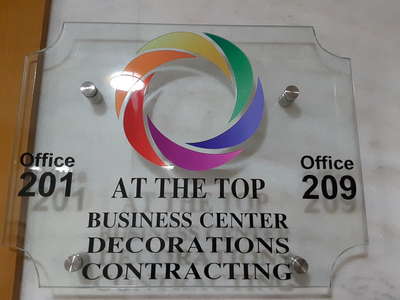 Office
201
Office
209
AT THE TOP
BUSINESS CENTER
DECORATIONS
CONTRACTING